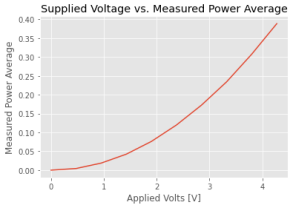 Supplied Voltage vs. Measured Power Average
Measured Power Average
0.40
0.35
0.30
0.25
0.20
0.15
0.10
0.05
0.00
0 1 2 3 4
Applied Volts [V]